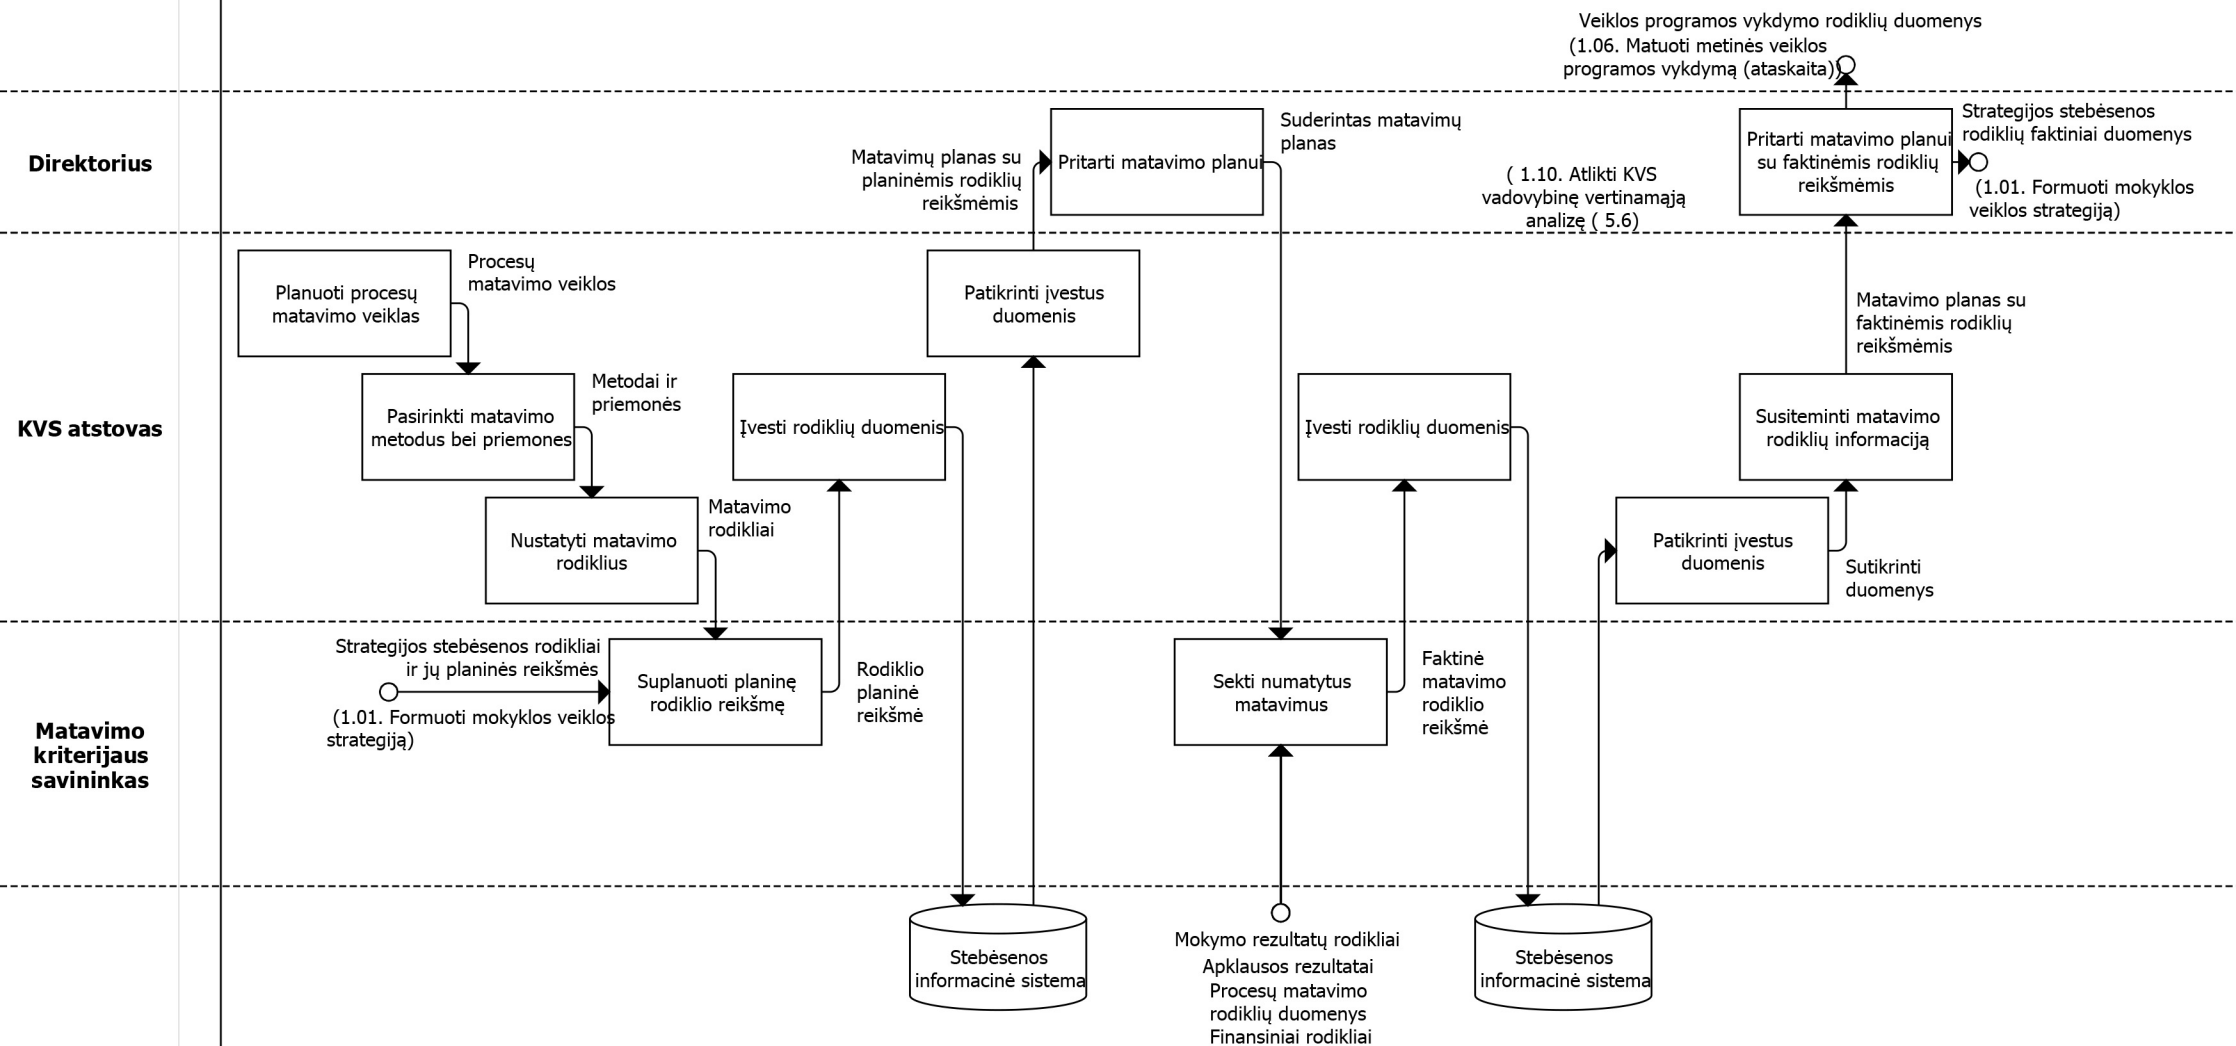 Veiklos programos vykdymo rodiklių duomenys
(1.06. Matuoti metinės veiklos
programos vykdymą (ataskaita))
Direktorius
Matavimų planas su
planinėmis rodiklių
reikšmėmis
Pritarti matavimo planui
Suderintas matavimų
planas
( 1.10. Atlikti KVS
vadovybinę vertinamąją
analizę ( 5.6)
Pritarti matavimo planui
su faktinėmis rodiklių
reikšmėmis
Strategijos stebėsenos
rodiklių faktiniai duomenys
(1.01. Formuoti mokyklos
veiklos strategiją)
KVS atstovas
Planuoti procesų
matavimo veiklas
Procesų
matavimo veiklos
Pasirinkti matavimo
metodus bei priemones
Metodai ir
priemonės
Nustatyti matavimo
rodiklius
Matavimo
rodikliai
Įvesti rodiklių duomenis
Patikrinti įvestus
duomenis
Įvesti rodiklių duomenis
Patikrinti įvestus
duomenis
Sutikrinti
duomenys
Susiteminti matavimo
rodiklių informaciją
Matavimo planas su
faktinėmis rodiklių
reikšmėmis
Matavimo
kriterijaus
savininkas
Strategijos stebėsenos rodikliai
ir jų planinės reikšmės
(1.01. Formuoti mokyklos veiklos
strategiją)
Suplanuoti planinę
rodiklio reikšmę
Rodiklio
planinė
reikšmė
Sekti numatytus
matavimus
Faktinė
matavimo
rodiklio
reikšmė
Stebėsenos
informacinė sistema
Mokymo rezultatų rodikliai
Apklausos rezultatai
Procesų matavimo
rodiklių duomenys
Finansiniai rodikliai
Stebėsenos
informacinė sistema